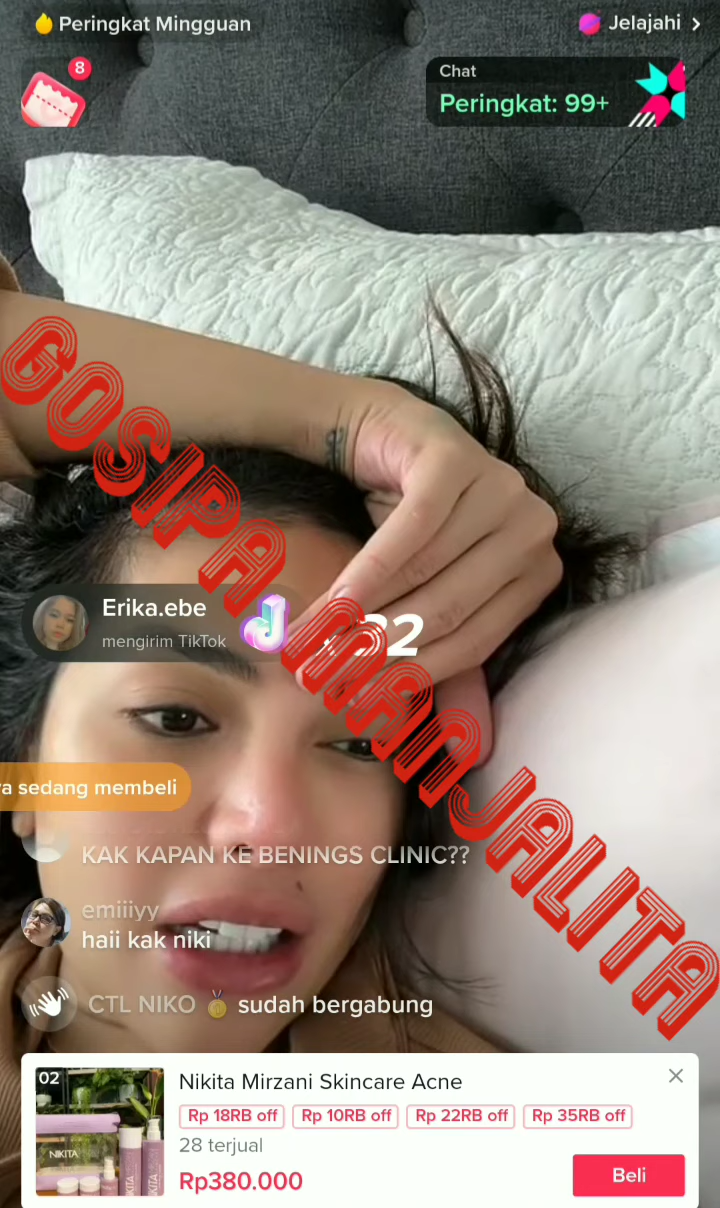 Peringkat Mingguan
Jelajahi >
8
Chat
Peringkat: 99+
GOSIPA MANJALITA
Erika.ebe
mengirim TikTok
a sedang membeli
KAK KAPAN KE BENINGS CLINIC??
emiiiyy
haii kak niki
CTL NIKO 🏅 sudah bergabung
02
NIKITA
Nikita Mirzani Skincare Acne
Rp 18RB off Rp 10RB off Rp 22RB off Rp 35RB off
28 terjual
Rp380.000
Beli